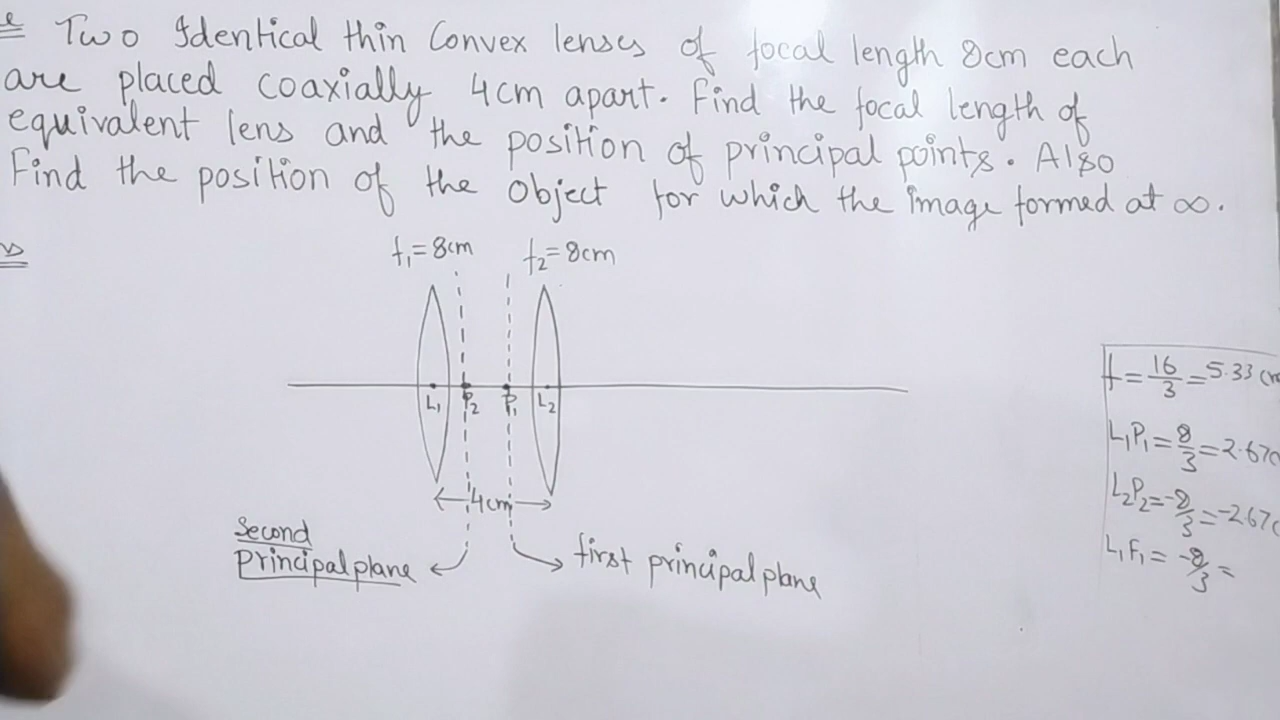 Two Identical thin Convex lenses of focal length 8cm each
are placed coaxially 4cm apart. Find the focal length of
equivalent lens and the position of principal points. Also
Find the position of the object for which the image formed at ∞.
f₁=8cm f₂=8cm
L₁ P₂ P₁ L₂
4cm
Second
Principal plane
first principal plane
f=16/3=5.33 cm
L₁P₁=8/3=2.67c
L₂P₂=-8/3=-2.67c
L₁F₁=-8/3=